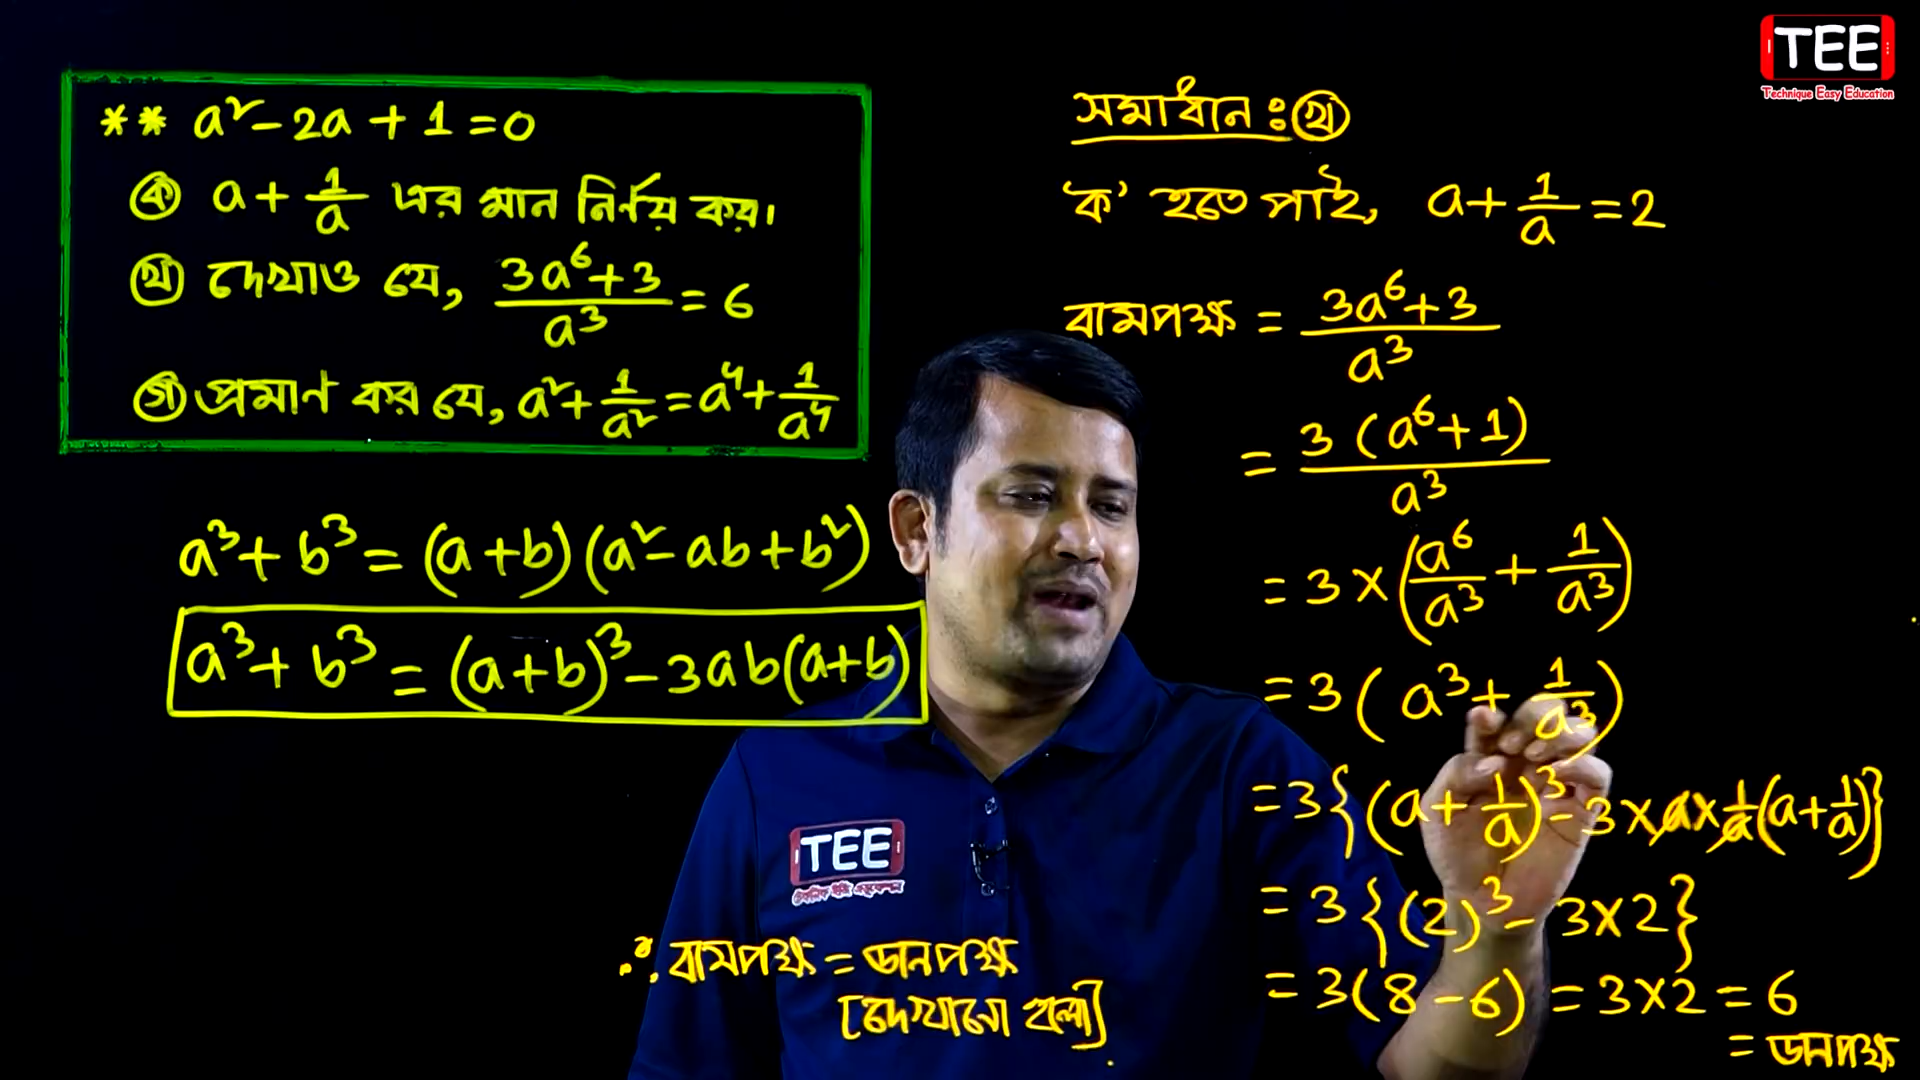 TEE
Technique Easy Education
** a² - 2a + 1 = 0
ক) a + 1/a এর মান নির্ণয় কর।
খ) দেখাও যে, (3a⁶+3)/a³ = 6
গ) প্রমাণ কর যে, a² + 1/a² = a⁴ + 1/a⁴
a³ + b³ = (a+b)(a² - ab + b²)
a³ + b³ = (a+b)³ - 3ab(a+b)
সমাধান : খ
'ক' হতে পাই, a + 1/a = 2
বামপক্ষ = (3a⁶+3)/a³
= 3(a⁶+1)/a³
= 3 × (a⁶/a³ + 1/a³)
= 3(a³ + 1/a³)
= 3{(a + 1/a)³ - 3×a×1/a(a + 1/a)}
= 3{(2)³ - 3×2}
= 3(8 - 6) = 3×2 = 6
= ডানপক্ষ
∴ বামপক্ষ = ডানপক্ষ
[দেখানো হলো]
TEE
টেকনিক ইজি এডুকেশন